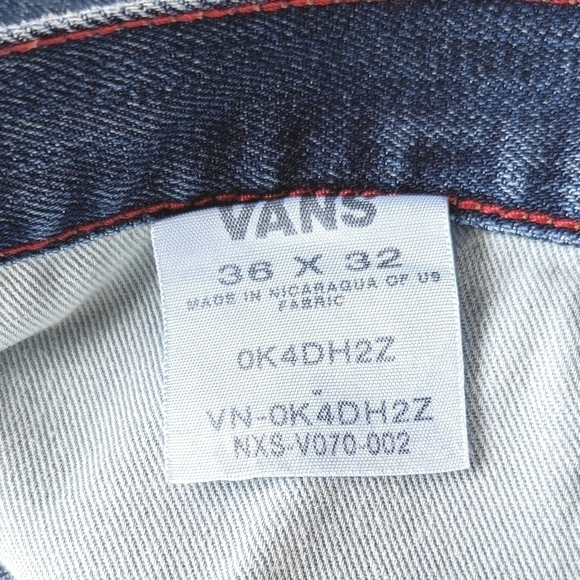 VANS
36 X 32
MADE IN NICARAGUA OF US
FABRIC
0K4DH2Z
VN-0K4DH2Z
NXS-V070-002